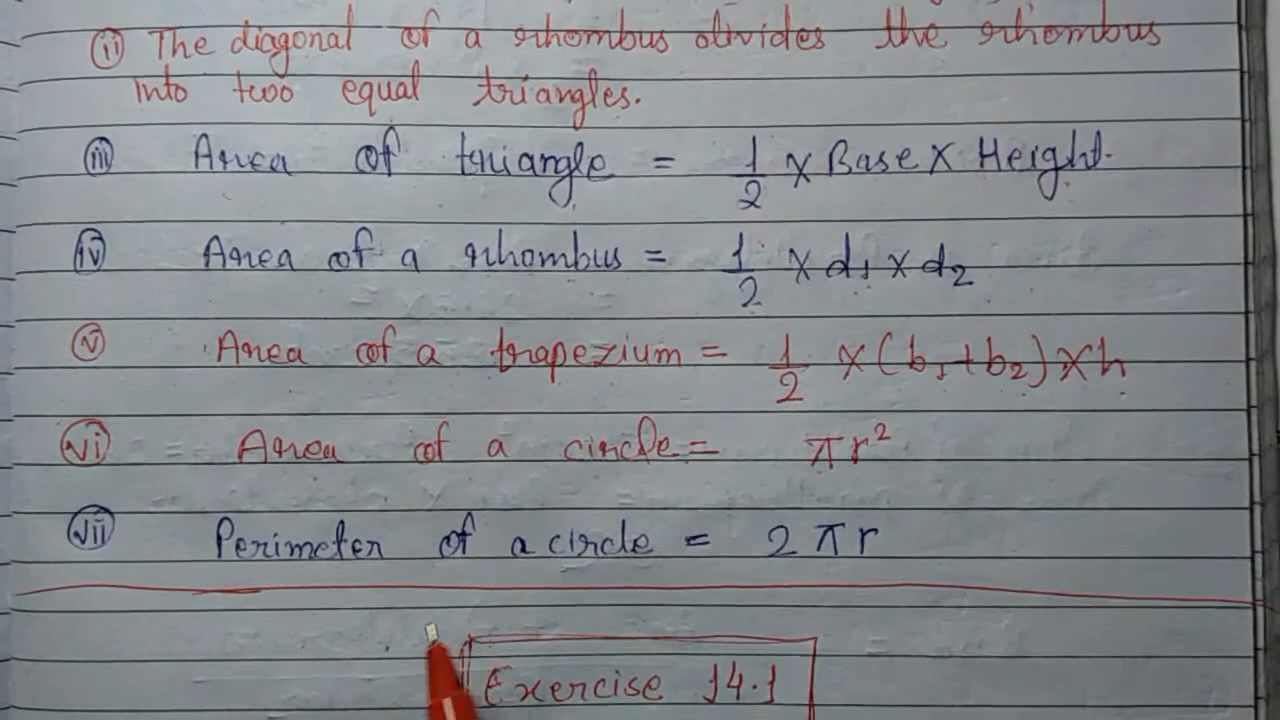 (ii) The diagonal of a rhombus divides the rhombus
into two equal triangles.
(iii) Area of triangle = 1/2 × Base × Height.
(iv) Area of a rhombus = 1/2 × d₁ × d₂
(v) Area of a trapezium = 1/2 × (b₁+b₂) × h
(vi) Area of a circle = πr²
(vii) Perimeter of a circle = 2πr
Exercise 14.1